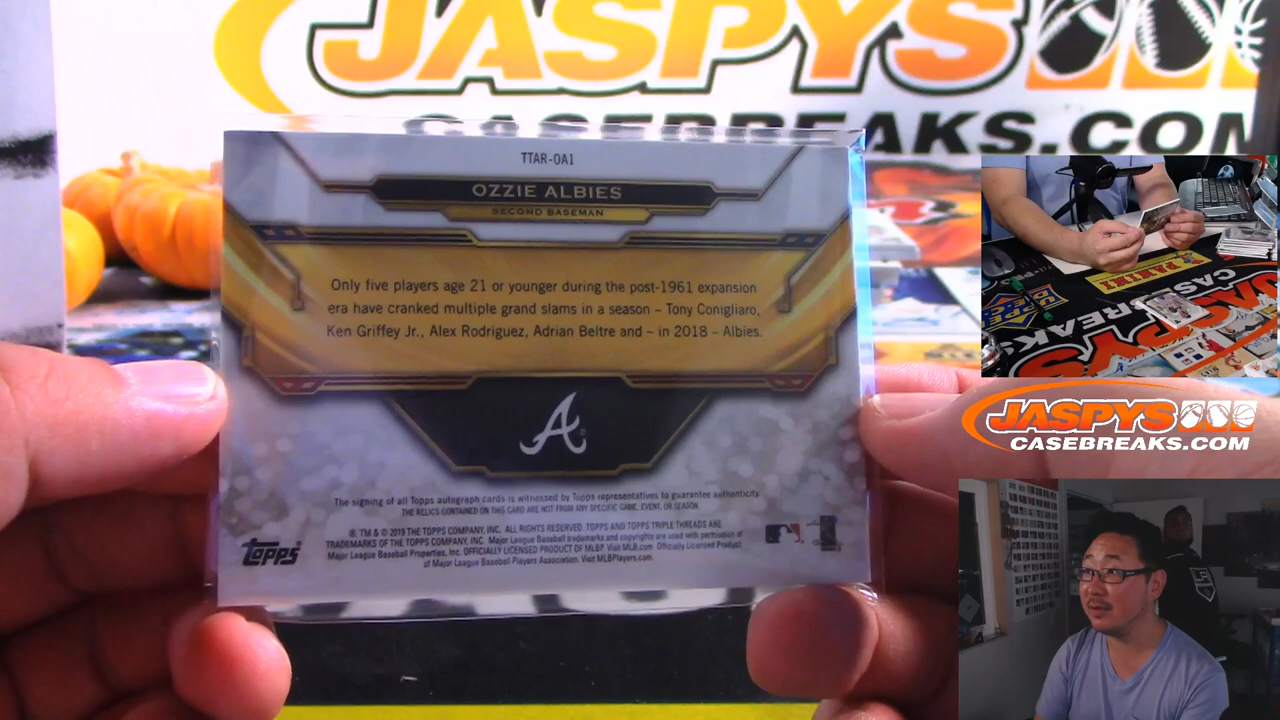 JASPYS
CASEBREAKS.COM
TTAR-OA1
OZZIE ALBIES
SECOND BASEMAN
Only five players age 21 or younger during the post-1961 expansion
era have cranked multiple grand slams in a season – Tony Conigliaro,
Ken Griffey Jr., Alex Rodriguez, Adrian Beltre and – in 2018 – Albies.
A
The signing of all Topps autograph cards is witnessed by Topps representatives to guarantee authenticity.
THE RELICS CONTAINED ON THIS CARD ARE NOT FROM ANY SPECIFIC GAME, EVENT, OR SEASON.
®, TM & © 2019 THE TOPPS COMPANY, INC. ALL RIGHTS RESERVED. TOPPS AND TOPPS TRIPLE THREADS ARE
TRADEMARKS OF THE TOPPS COMPANY, INC. Major League Baseball trademarks and copyrights are used with permission of
Major League Baseball Properties, Inc. OFFICIALLY LICENSED PRODUCT OF MLBP. Visit MLB.com Officially Licensed Product
of Major League Baseball Players Association. Visit MLBPlayers.com.
topps
PANINI
UPPER
DECK
JASPYS
CASEBREAKS.COM
LA